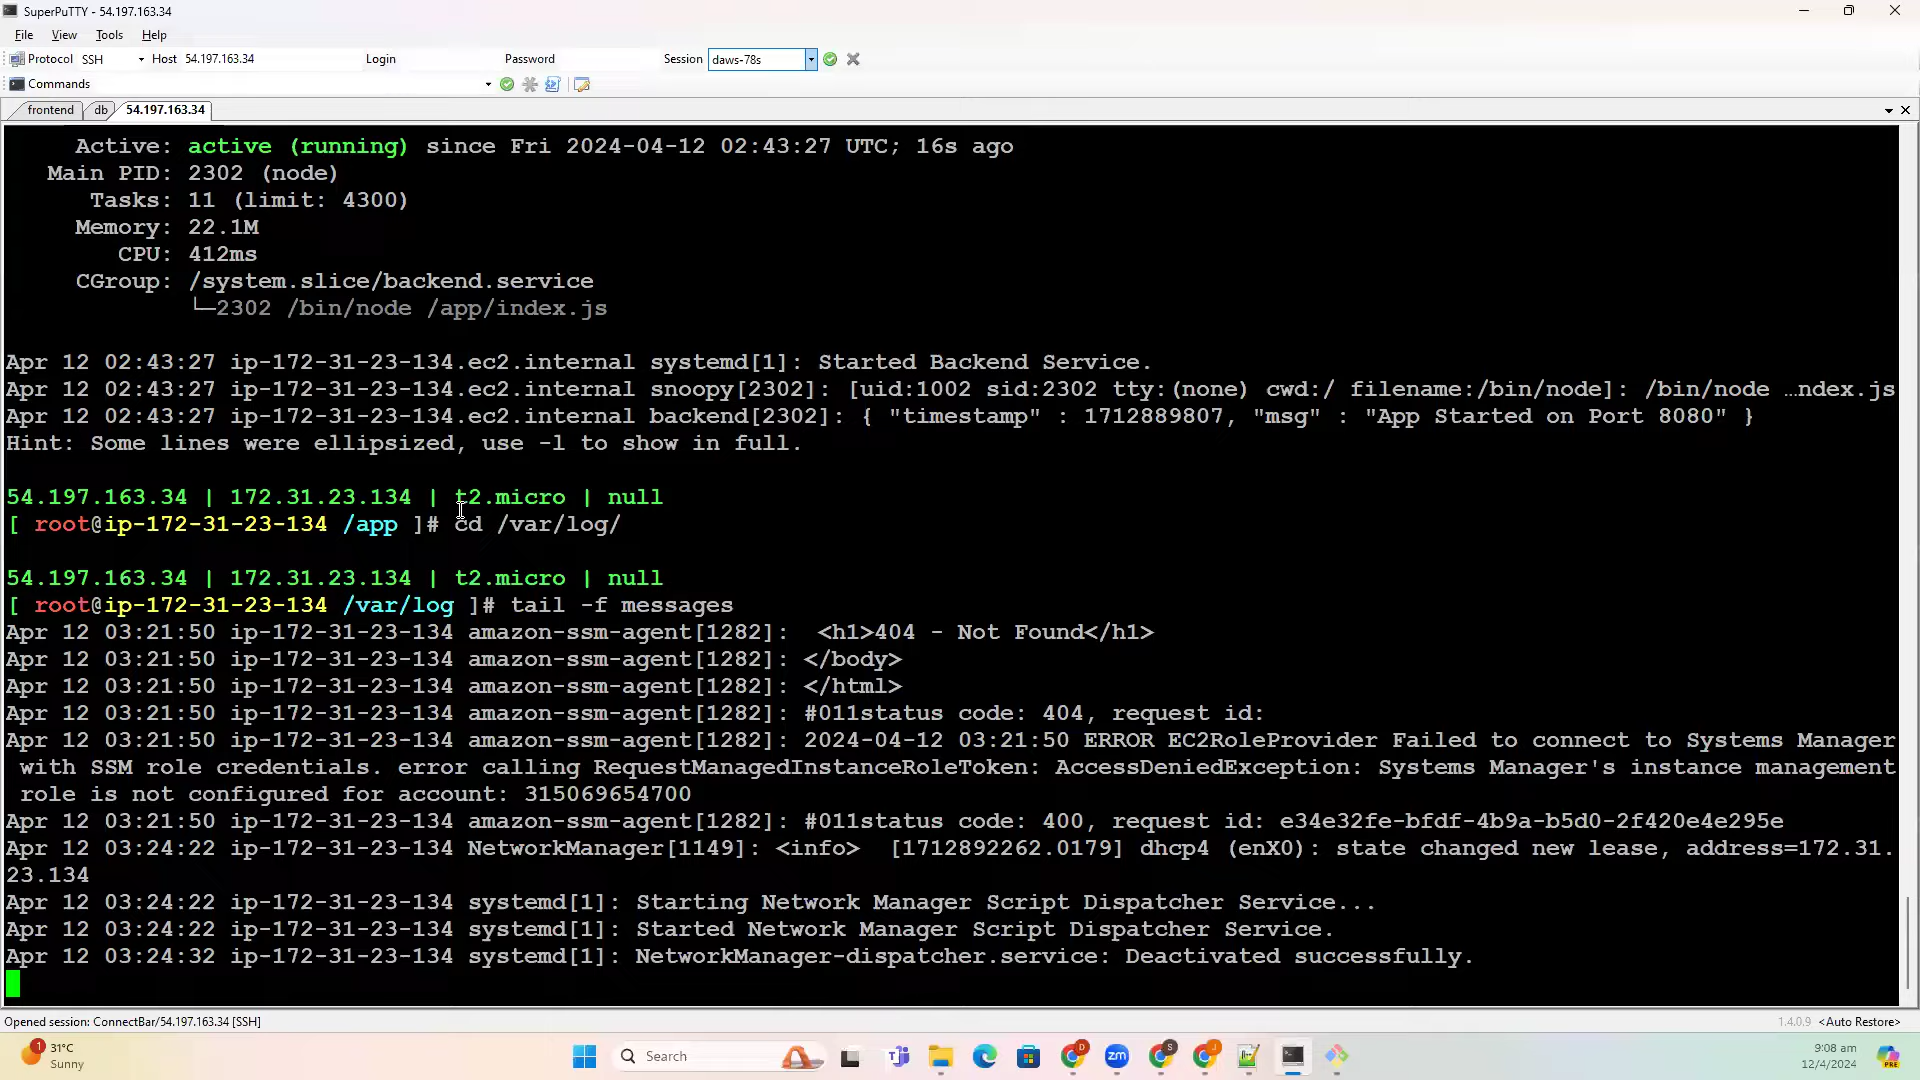 SuperPuTTY - 54.197.163.34
File View Tools Help
Protocol SSH Host 54.197.163.34 Login Password Session daws-78s
Commands
frontend db 54.197.163.34
Active: active (running) since Fri 2024-04-12 02:43:27 UTC; 16s ago
Main PID: 2302 (node)
Tasks: 11 (limit: 4300)
Memory: 22.1M
CPU: 412ms
CGroup: /system.slice/backend.service
└─2302 /bin/node /app/index.js
Apr 12 02:43:27 ip-172-31-23-134.ec2.internal systemd[1]: Started Backend Service.
Apr 12 02:43:27 ip-172-31-23-134.ec2.internal snoopy[2302]: [uid:1002 sid:2302 tty:(none) cwd:/ filename:/bin/node]: /bin/node …ndex.js
Apr 12 02:43:27 ip-172-31-23-134.ec2.internal backend[2302]: { "timestamp" : 1712889807, "msg" : "App Started on Port 8080" }
Hint: Some lines were ellipsized, use -l to show in full.
54.197.163.34 | 172.31.23.134 | t2.micro | null
[ root@ip-172-31-23-134 /app ]# cd /var/log/
54.197.163.34 | 172.31.23.134 | t2.micro | null
[ root@ip-172-31-23-134 /var/log ]# tail -f messages
Apr 12 03:21:50 ip-172-31-23-134 amazon-ssm-agent[1282]:  <h1>404 - Not Found</h1>
Apr 12 03:21:50 ip-172-31-23-134 amazon-ssm-agent[1282]: </body>
Apr 12 03:21:50 ip-172-31-23-134 amazon-ssm-agent[1282]: </html>
Apr 12 03:21:50 ip-172-31-23-134 amazon-ssm-agent[1282]: #011status code: 404, request id:
Apr 12 03:21:50 ip-172-31-23-134 amazon-ssm-agent[1282]: 2024-04-12 03:21:50 ERROR EC2RoleProvider Failed to connect to Systems Manager
with SSM role credentials. error calling RequestManagedInstanceRoleToken: AccessDeniedException: Systems Manager's instance management
role is not configured for account: 315069654700
Apr 12 03:21:50 ip-172-31-23-134 amazon-ssm-agent[1282]: #011status code: 400, request id: e34e32fe-bfdf-4b9a-b5d0-2f420e4e295e
Apr 12 03:24:22 ip-172-31-23-134 NetworkManager[1149]: <info>  [1712892262.0179] dhcp4 (enX0): state changed new lease, address=172.31.
23.134
Apr 12 03:24:22 ip-172-31-23-134 systemd[1]: Starting Network Manager Script Dispatcher Service...
Apr 12 03:24:22 ip-172-31-23-134 systemd[1]: Started Network Manager Script Dispatcher Service.
Apr 12 03:24:32 ip-172-31-23-134 systemd[1]: NetworkManager-dispatcher.service: Deactivated successfully.
Opened session: ConnectBar/54.197.163.34 [SSH] 1.4.0.9 <Auto Restore>
1 31°C
Sunny
Search
D zm S J
9:08 am
12/4/2024
PRE